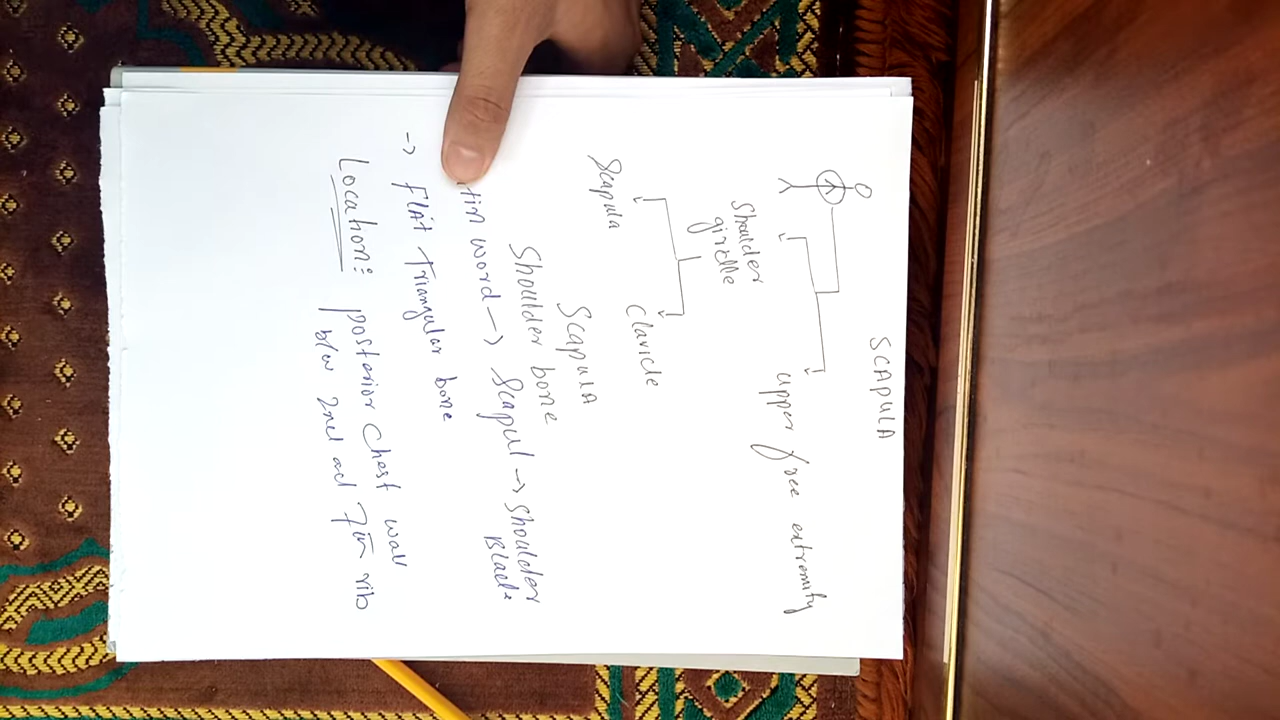 SCAPULA
upper free extremity
Shoulder
girdle
Scapula
Clavicle
SCAPULA
Shoulder bone
tin word -> Scapul -> shoulder
Blade
-> FLAT Triangular bone
Location: posterior Chest wall
b/w 2nd ad 7th rib